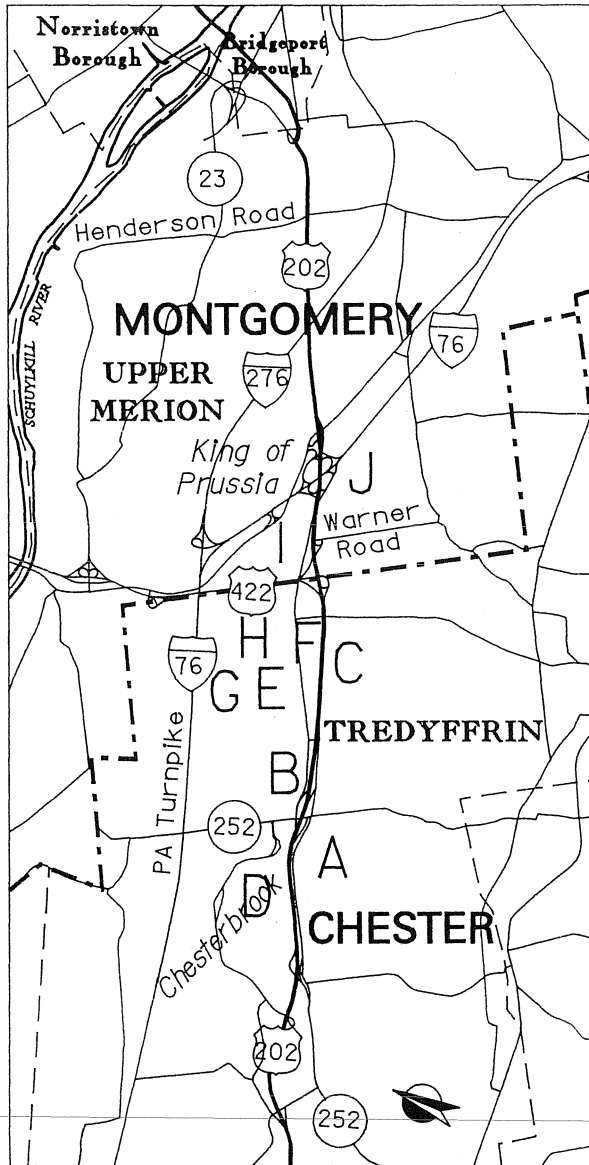 Norristown
Borough
Bridgeport
Borough
23
Henderson Road
202
SCHUYLKILL RIVER
MONTGOMERY
76
UPPER
MERION
276
King of
Prussia
J
Warner
Road
I
422
H
F
C
76
G
E
TREDYFFRIN
PA Turnpike
B
252
A
D
Chesterbrook
CHESTER
202
252